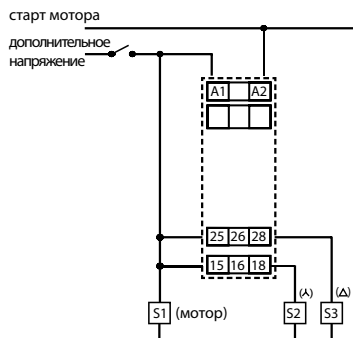 старт мотора
дополнительное
напряжение
A1 A2
25 26 28
15 16 18
(⅄) (Δ)
S1 (мотор) S2 S3